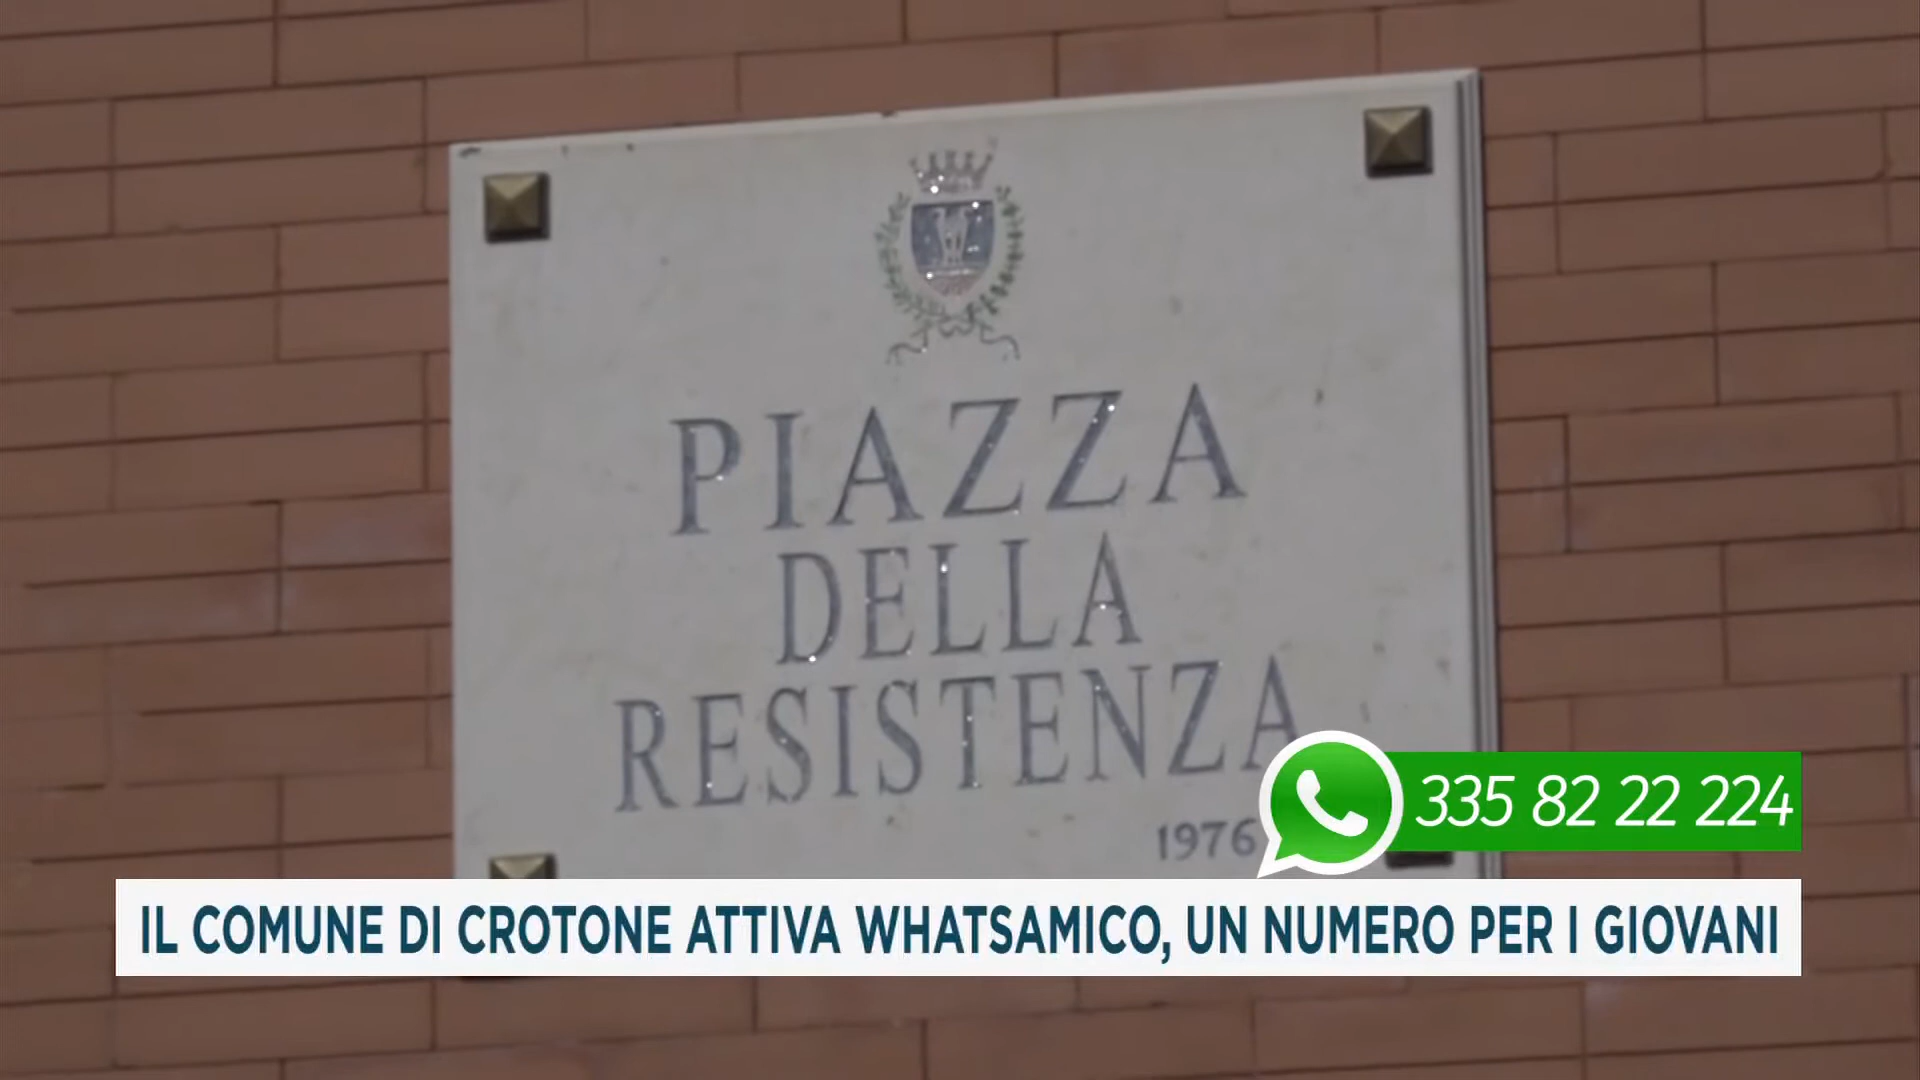 PIAZZA
DELLA
RESISTENZA
1976
335 82 22 224
IL COMUNE DI CROTONE ATTIVA WHATSAMICO, UN NUMERO PER I GIOVANI